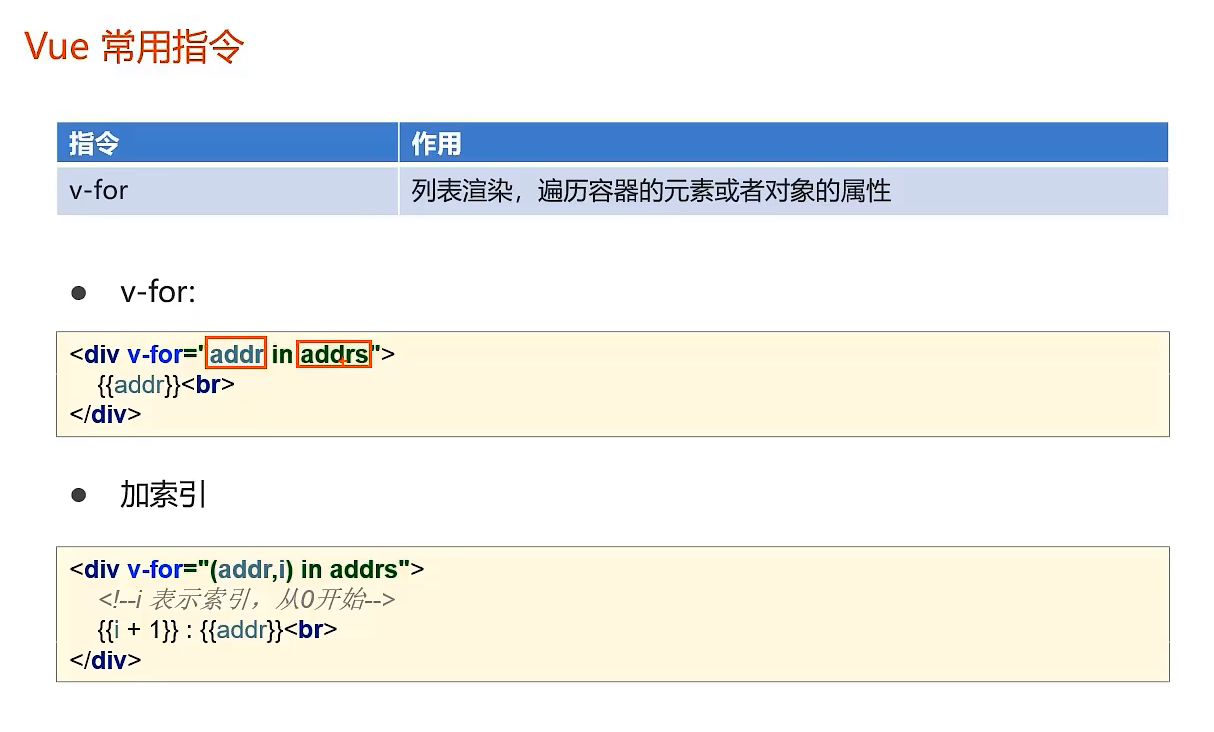 Vue 常用指令
指令 作用
v-for 列表渲染，遍历容器的元素或者对象的属性
● v-for:
<div v-for="addr in addrs">
{{addr}}<br>
</div>
● 加索引
<div v-for="(addr,i) in addrs">
<!--i 表示索引，从0开始-->
{{i + 1}} : {{addr}}<br>
</div>